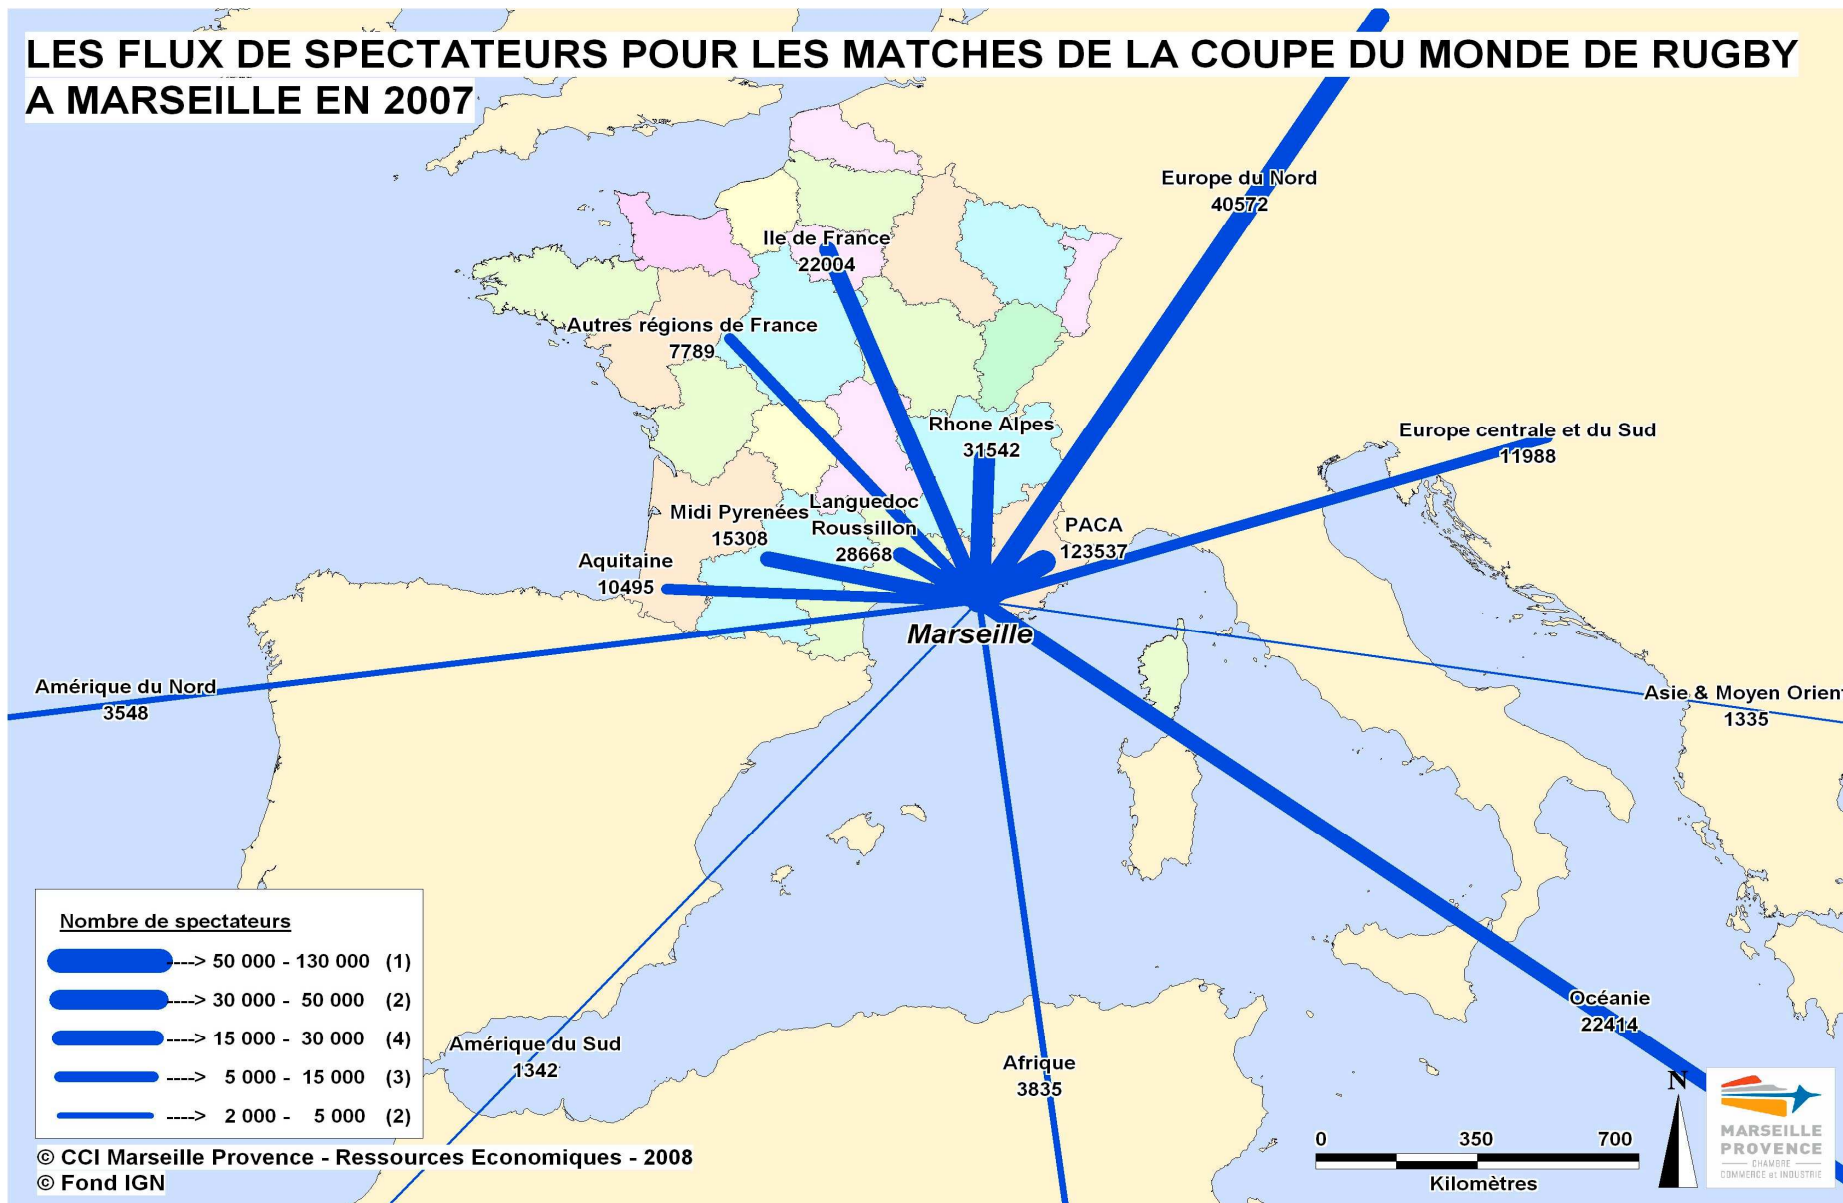 LES FLUX DE SPECTATEURS POUR LES MATCHES DE LA COUPE DU MONDE DE RUGBY
A MARSEILLE EN 2007
Europe du Nord
40572
Ile de France
22004
Autres régions de France
7789
Rhone Alpes
31542
Europe centrale et du Sud
11988
Languedoc
Roussillon
28668
Midi Pyrenées
15308
PACA
123537
Aquitaine
10495
Marseille
Amérique du Nord
3548
Asie & Moyen Orient
1335
Océanie
22414
Amérique du Sud
1342
Afrique
3835
Nombre de spectateurs
----> 50 000 - 130 000 (1)
----> 30 000 - 50 000 (2)
----> 15 000 - 30 000 (4)
----> 5 000 - 15 000 (3)
----> 2 000 - 5 000 (2)
© CCI Marseille Provence - Ressources Economiques - 2008
© Fond IGN
N
0 350 700
Kilomètres
MARSEILLE
PROVENCE
CHAMBRE
COMMERCE et INDUSTRIE